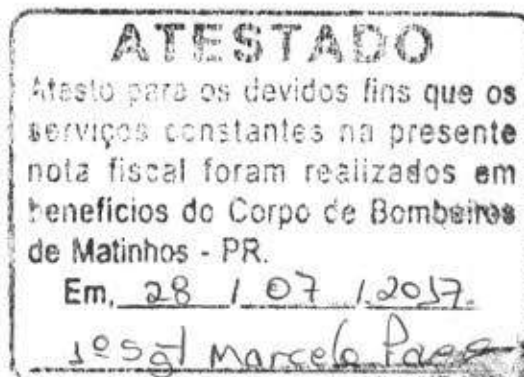 ATESTADO
Atesto para os devidos fins que os
serviços constantes na presente
nota fiscal foram realizados em
benefícios do Corpo de Bombeiros
de Matinhos - PR.
Em, 28 / 07 / 2017.
1º Sgt Marcelo